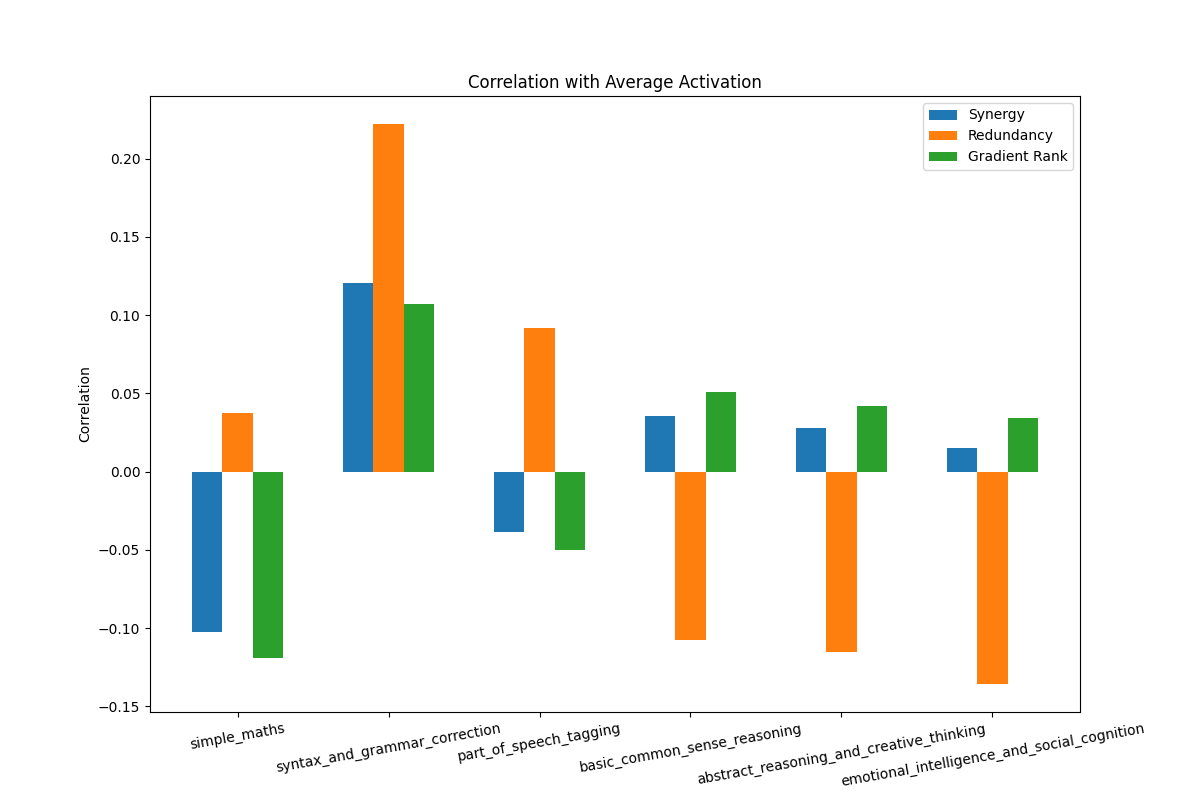 Correlation with Average Activation
Synergy
Redundancy
Gradient Rank
Correlation
0.20
0.15
0.10
0.05
0.00
−0.05
−0.10
−0.15
simple_maths
syntax_and_grammar_correction
part_of_speech_tagging
basic_common_sense_reasoning
abstract_reasoning_and_creative_thinking
emotional_intelligence_and_social_cognition